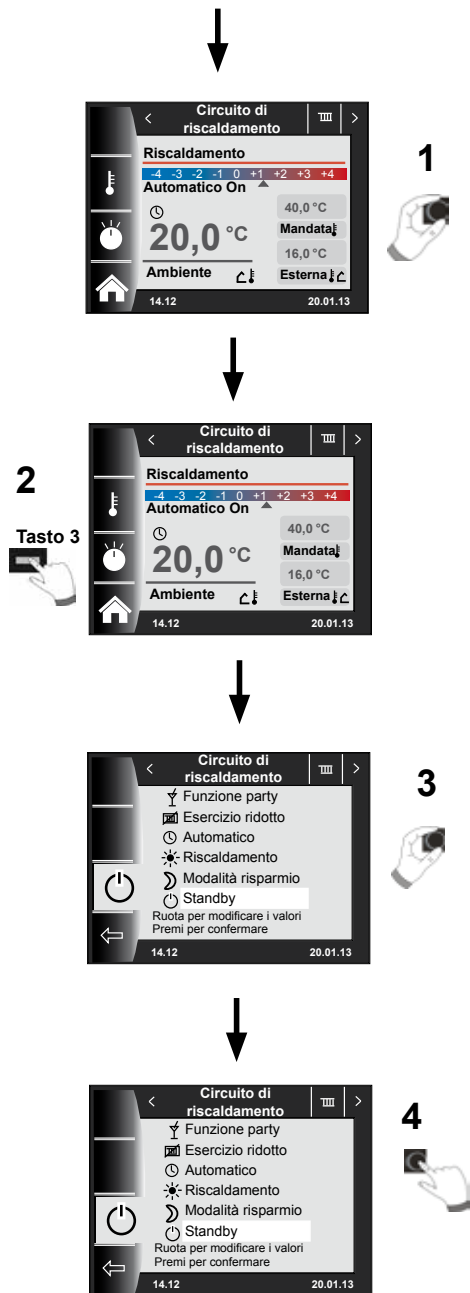 Circuito di
riscaldamento
Riscaldamento
-4 -3 -2 -1 0 +1 +2 +3 +4
Automatico On
40,0 °C
Mandata
20,0 °C
16,0 °C
Ambiente
Esterna
14.12
20.01.13
1
Circuito di
riscaldamento
Riscaldamento
-4 -3 -2 -1 0 +1 +2 +3 +4
Automatico On
40,0 °C
Mandata
20,0 °C
16,0 °C
Ambiente
Esterna
14.12
20.01.13
2
Tasto 3
Circuito di
riscaldamento
Funzione party
Esercizio ridotto
Automatico
Riscaldamento
Modalità risparmio
Standby
Ruota per modificare i valori
Premi per confermare
14.12
20.01.13
3
Circuito di
riscaldamento
Funzione party
Esercizio ridotto
Automatico
Riscaldamento
Modalità risparmio
Standby
Ruota per modificare i valori
Premi per confermare
14.12
20.01.13
4